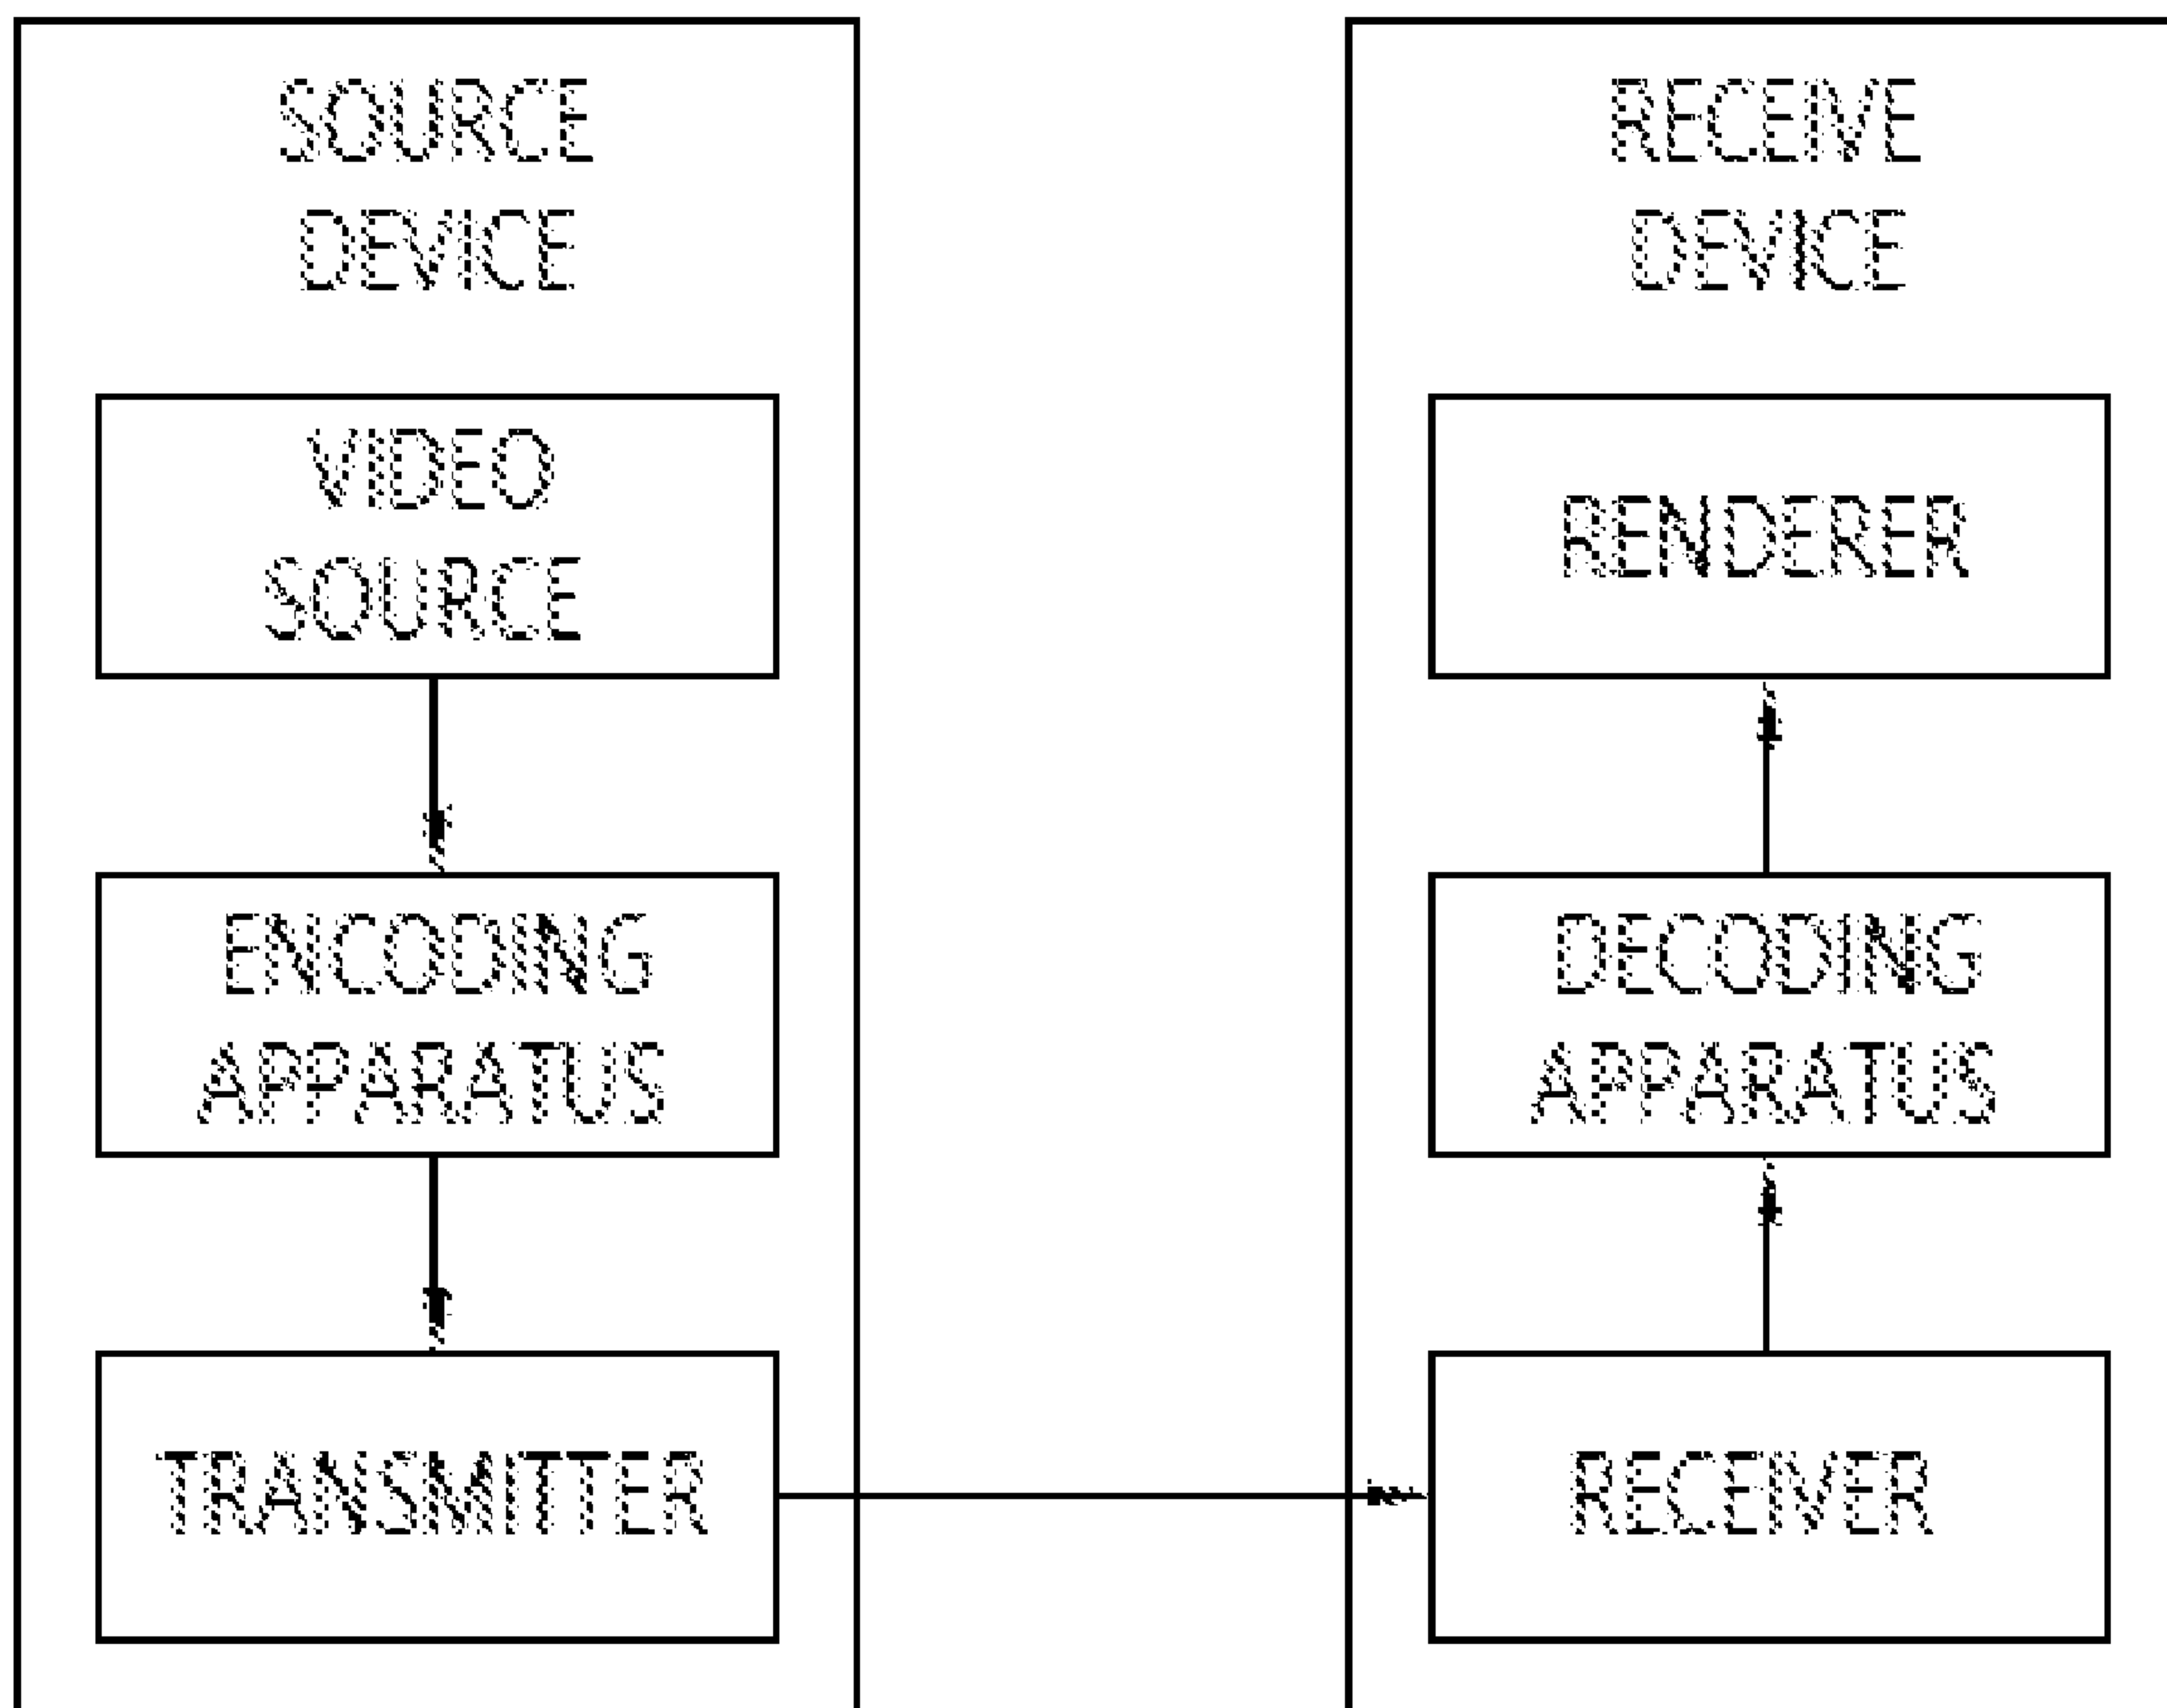 SOURCE
DEVICE
VIDEO
SOURCE
ENCODING
APPARATUS
TRANSMITTER
RECEIVE
DEVICE
RENDERER
DECODING
APPARATUS
RECEIVER